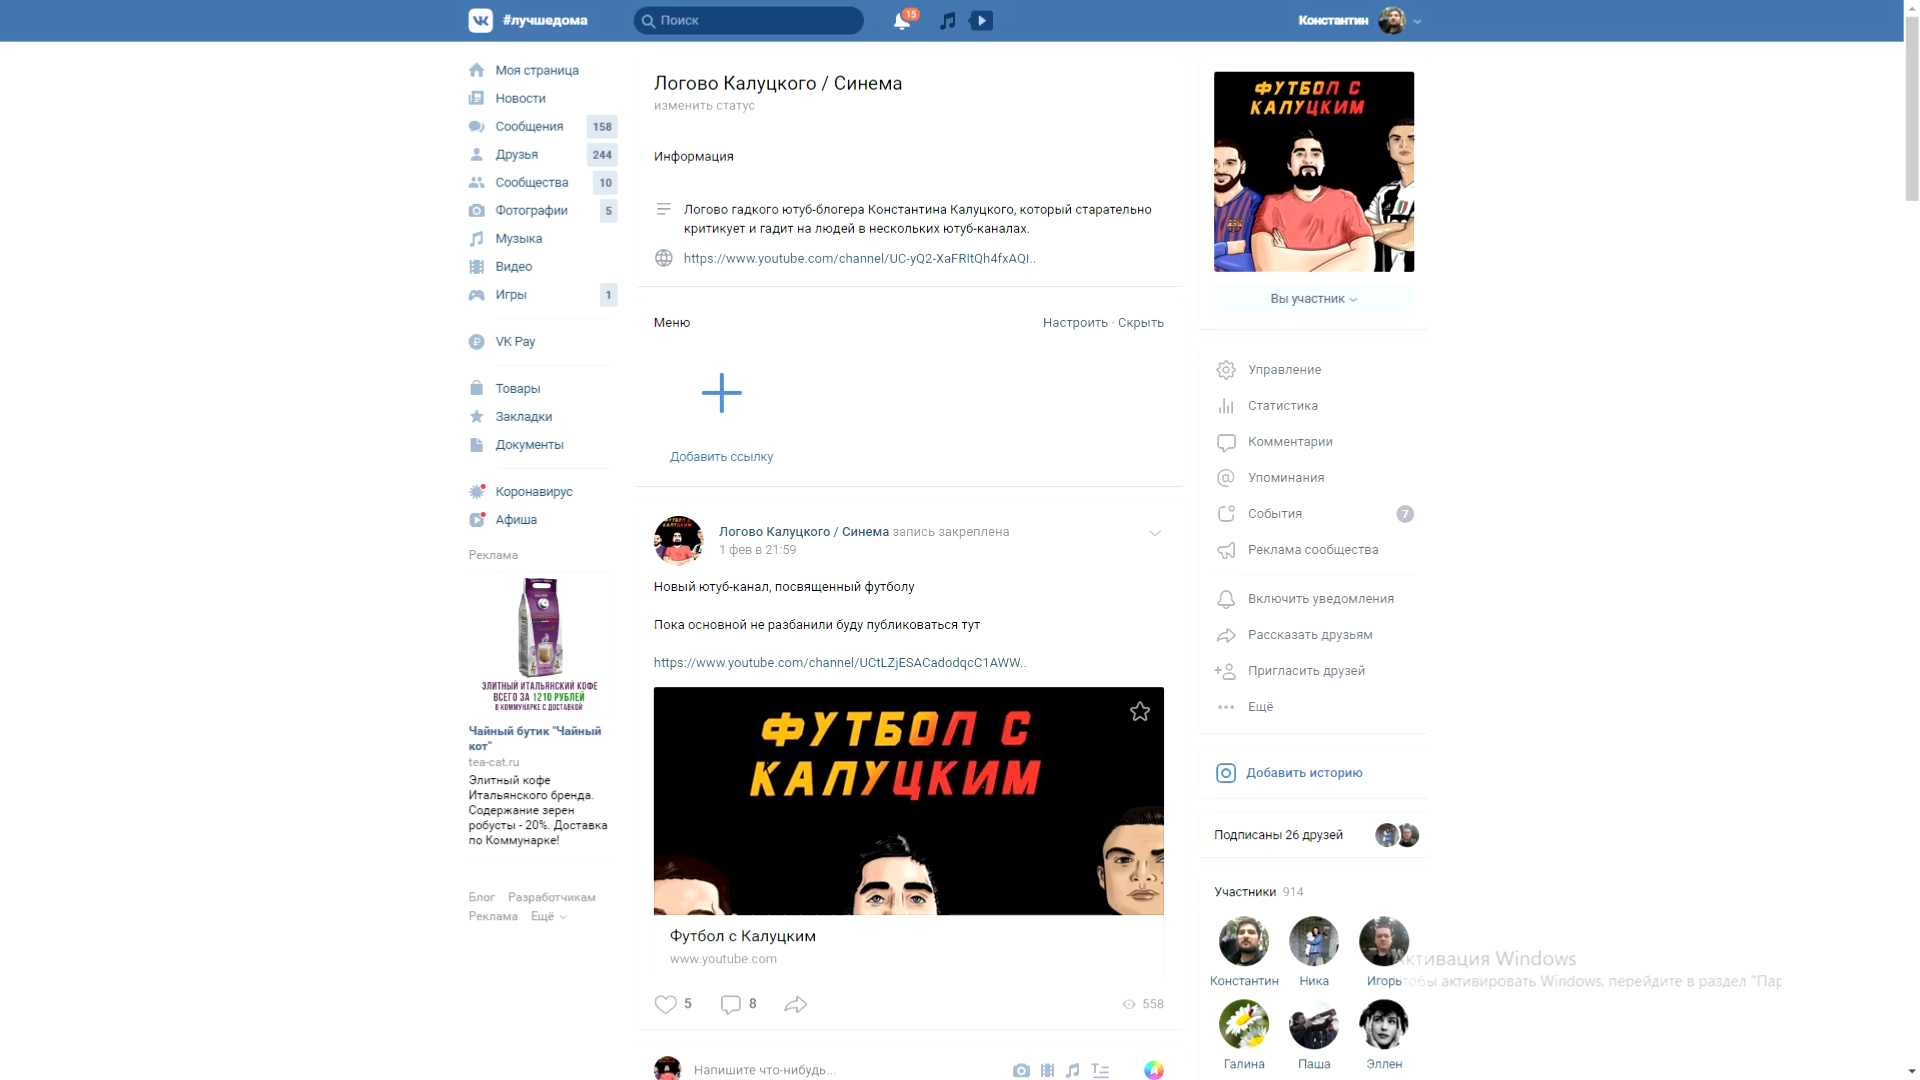 #лучшедома
Поиск
15
Константин
Моя страница
Новости
Сообщения 158
Друзья 244
Сообщества 10
Фотографии 5
Музыка
Видео
Игры 1
VK Pay
Товары
Закладки
Документы
Коронавирус
Афиша
Реклама
ЭЛИТНЫЙ ИТАЛЬЯНСКИЙ КОФЕ
ВСЕГО ЗА 1210 РУБЛЕЙ
В КОММУНАРКЕ С ДОСТАВКОЙ
Чайный бутик "Чайный
кот"
tea-cat.ru
Элитный кофе
Итальянского бренда.
Содержание зерен
робусты - 20%. Доставка
по Коммунарке!
Блог Разработчикам
Реклама Ещё
Логово Калуцкого / Синема
изменить статус
Информация
Логово гадкого ютуб-блогера Константина Калуцкого, который старательно
критикует и гадит на людей в нескольких ютуб-каналах.
https://www.youtube.com/channel/UC-yQ2-XaFRItQh4fxAQI..
Меню
Настроить · Скрыть
Добавить ссылку
Логово Калуцкого / Синема запись закреплена
1 фев в 21:59
Новый ютуб-канал, посвященный футболу
Пока основной не разбанили буду публиковаться тут
https://www.youtube.com/channel/UCtLZjESACadodqcC1AWW..
ФУТБОЛ С
КАЛУЦКИМ
Футбол с Калуцким
www.youtube.com
5 8 558
Напишите что-нибудь...
ФУТБОЛ С
КАЛУЦКИМ
Вы участник
Управление
Статистика
Комментарии
Упоминания
События 7
Реклама сообщества
Включить уведомления
Рассказать друзьям
Пригласить друзей
Ещё
Добавить историю
Подписаны 26 друзей
Участники 914
Константин Ника Игорь
Галина Паша Эллен
Активация Windows
Чтобы активировать Windows, перейдите в раздел "Пар